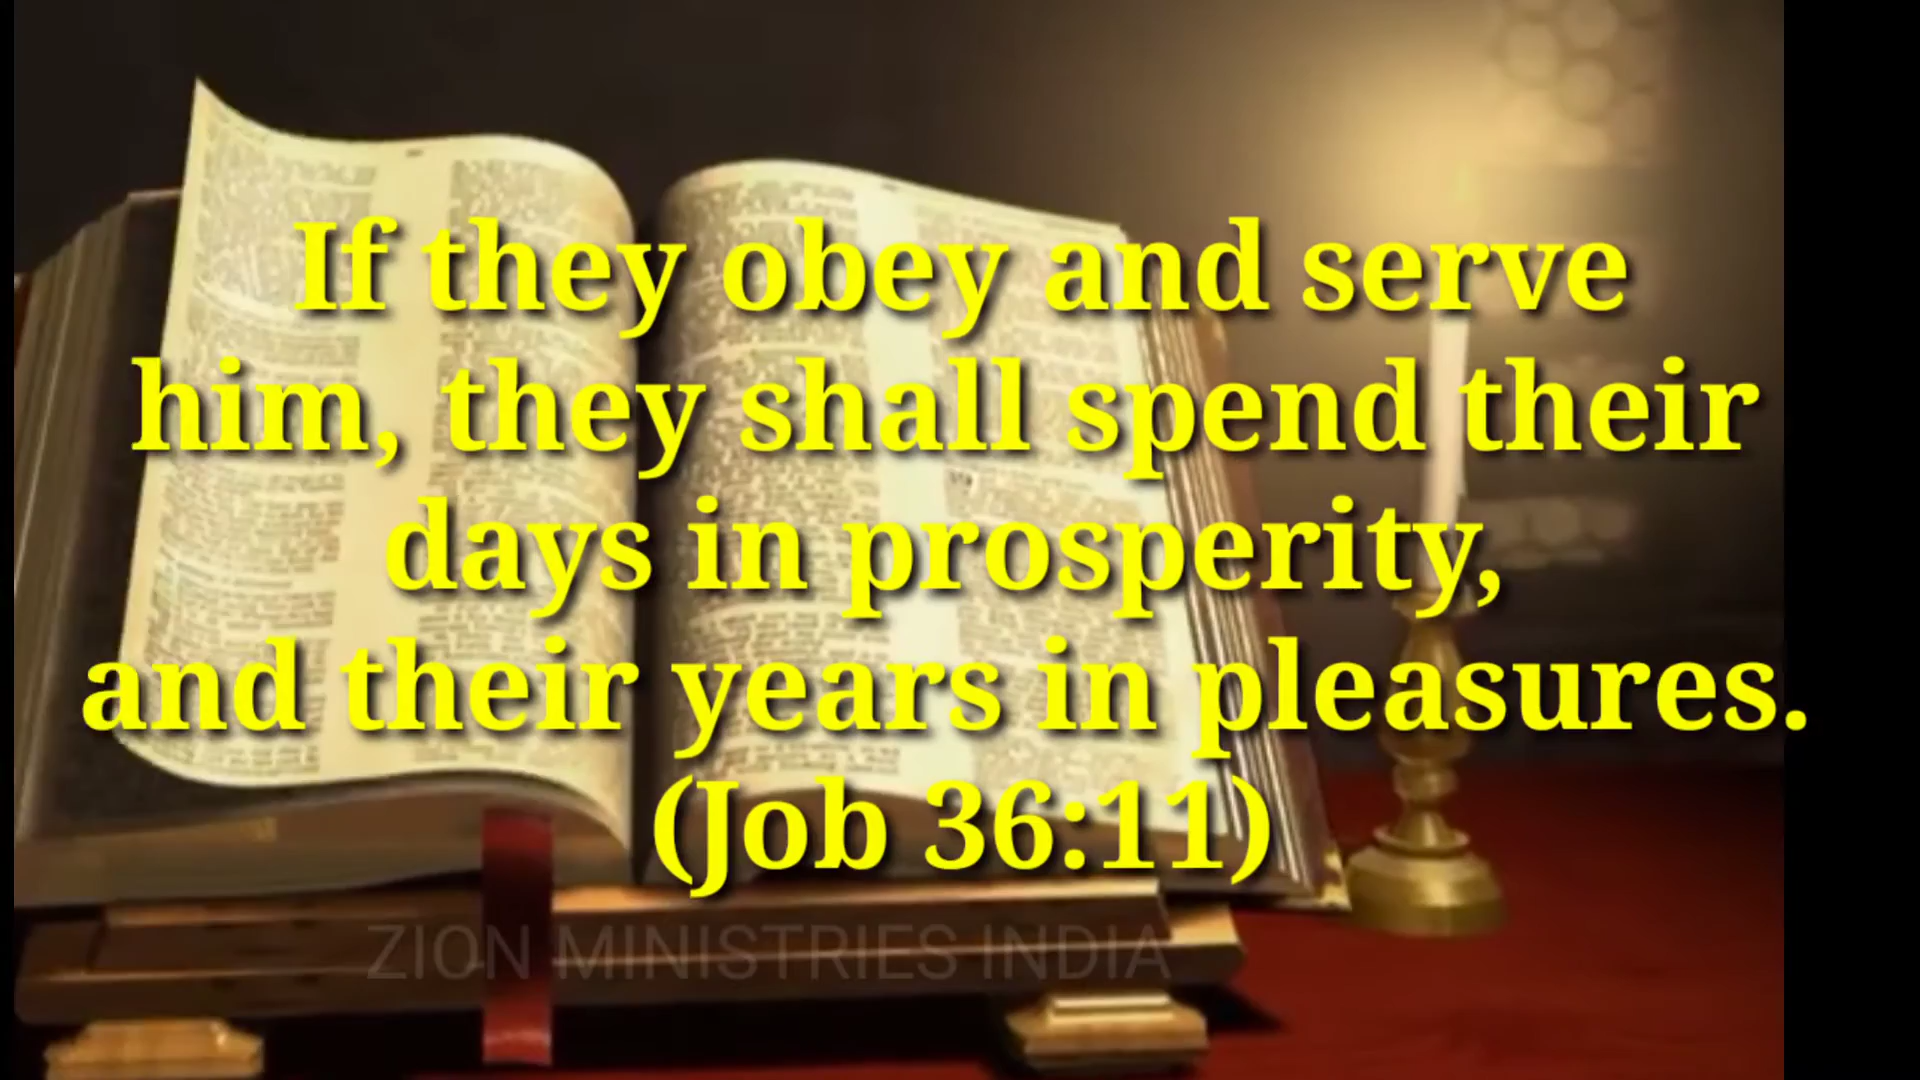 If they obey and serve
him, they shall spend their
days in prosperity,
and their years in pleasures.
(Job 36:11)
ZION MINISTRIES INDIA